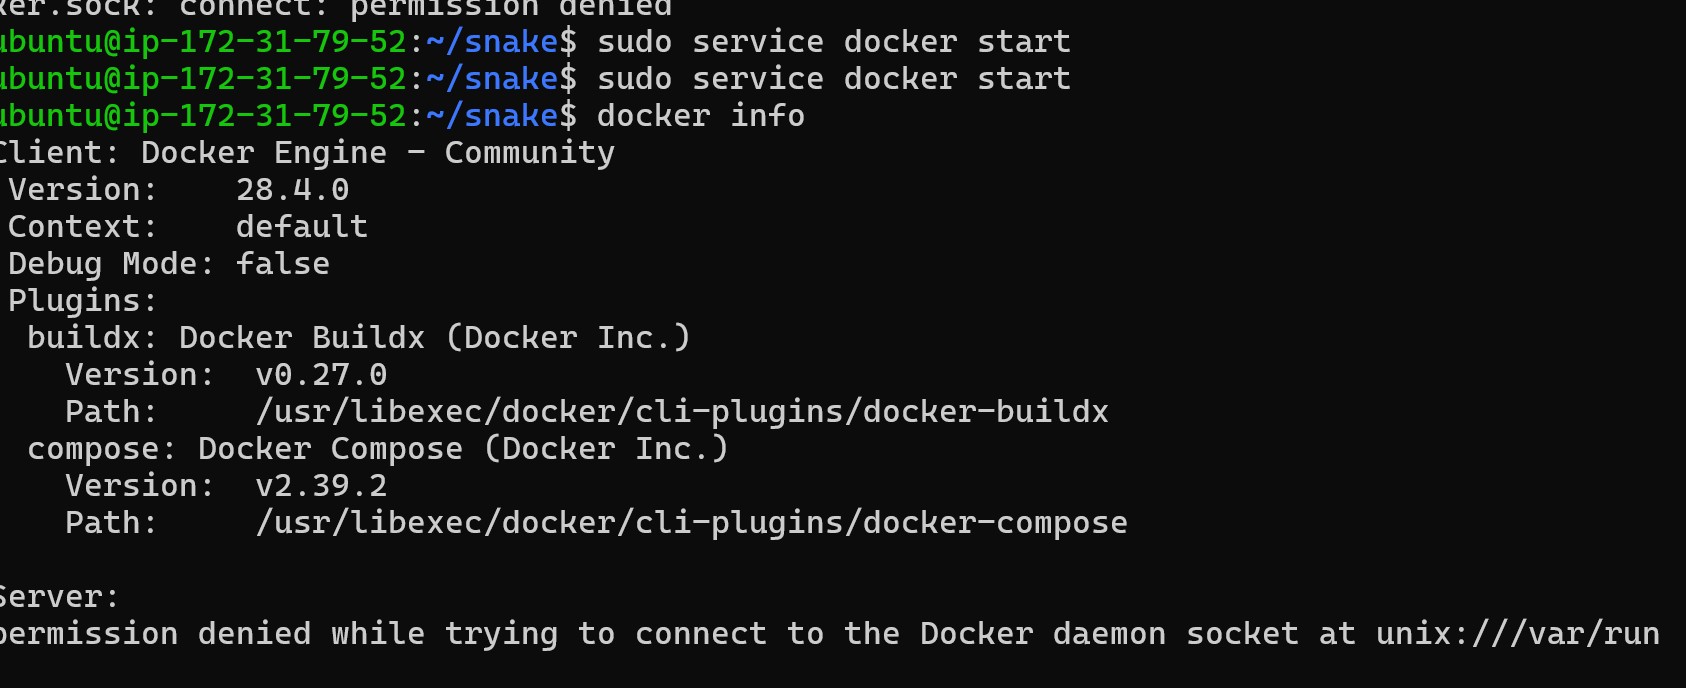 ker.sock: connect: permission denied
ubuntu@ip-172-31-79-52:~/snake$ sudo service docker start
ubuntu@ip-172-31-79-52:~/snake$ sudo service docker start
ubuntu@ip-172-31-79-52:~/snake$ docker info
Client: Docker Engine - Community
 Version:    28.4.0
 Context:    default
 Debug Mode: false
 Plugins:
  buildx: Docker Buildx (Docker Inc.)
    Version:  v0.27.0
    Path:     /usr/libexec/docker/cli-plugins/docker-buildx
  compose: Docker Compose (Docker Inc.)
    Version:  v2.39.2
    Path:     /usr/libexec/docker/cli-plugins/docker-compose

Server:
permission denied while trying to connect to the Docker daemon socket at unix:///var/run